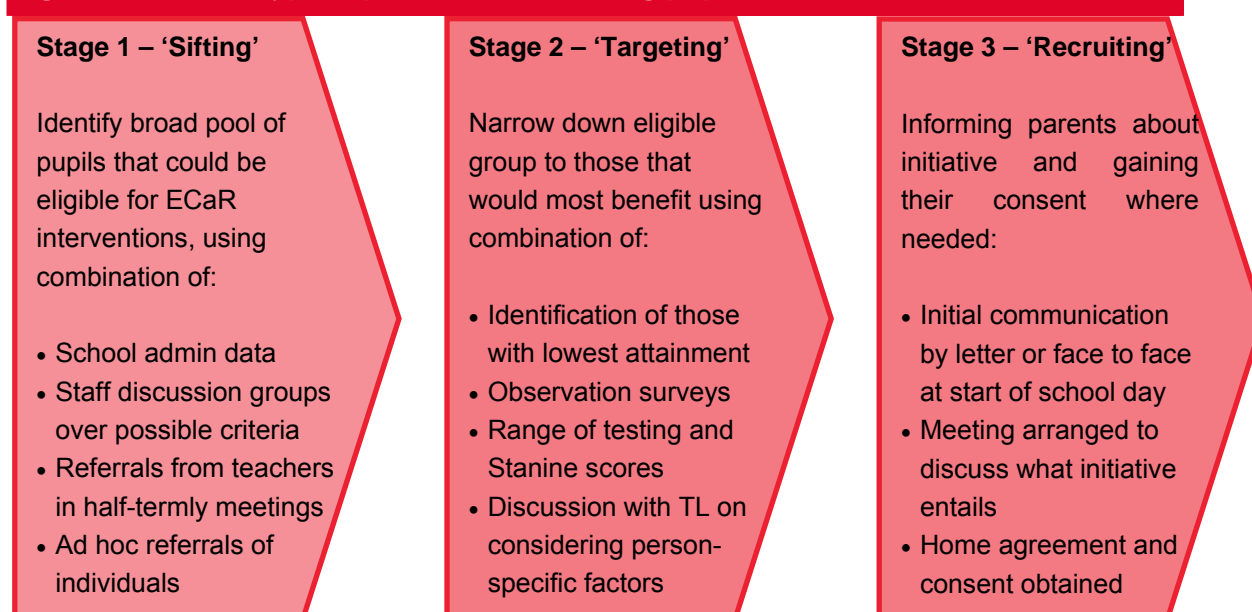 Stage 1 – ‘Sifting’
Identify broad pool of
pupils that could be
eligible for ECaR
interventions, using
combination of:
• School admin data
• Staff discussion groups
over possible criteria
• Referrals from teachers
in half-termly meetings
• Ad hoc referrals of
individuals
Stage 2 – ‘Targeting’
Narrow down eligible
group to those that
would most benefit using
combination of:
• Identification of those
with lowest attainment
• Observation surveys
• Range of testing and
Stanine scores
• Discussion with TL on
considering person-
specific factors
Stage 3 – ‘Recruiting’
Informing parents about
initiative and gaining
their consent where
needed:
• Initial communication
by letter or face to face
at start of school day
• Meeting arranged to
discuss what initiative
entails
• Home agreement and
consent obtained